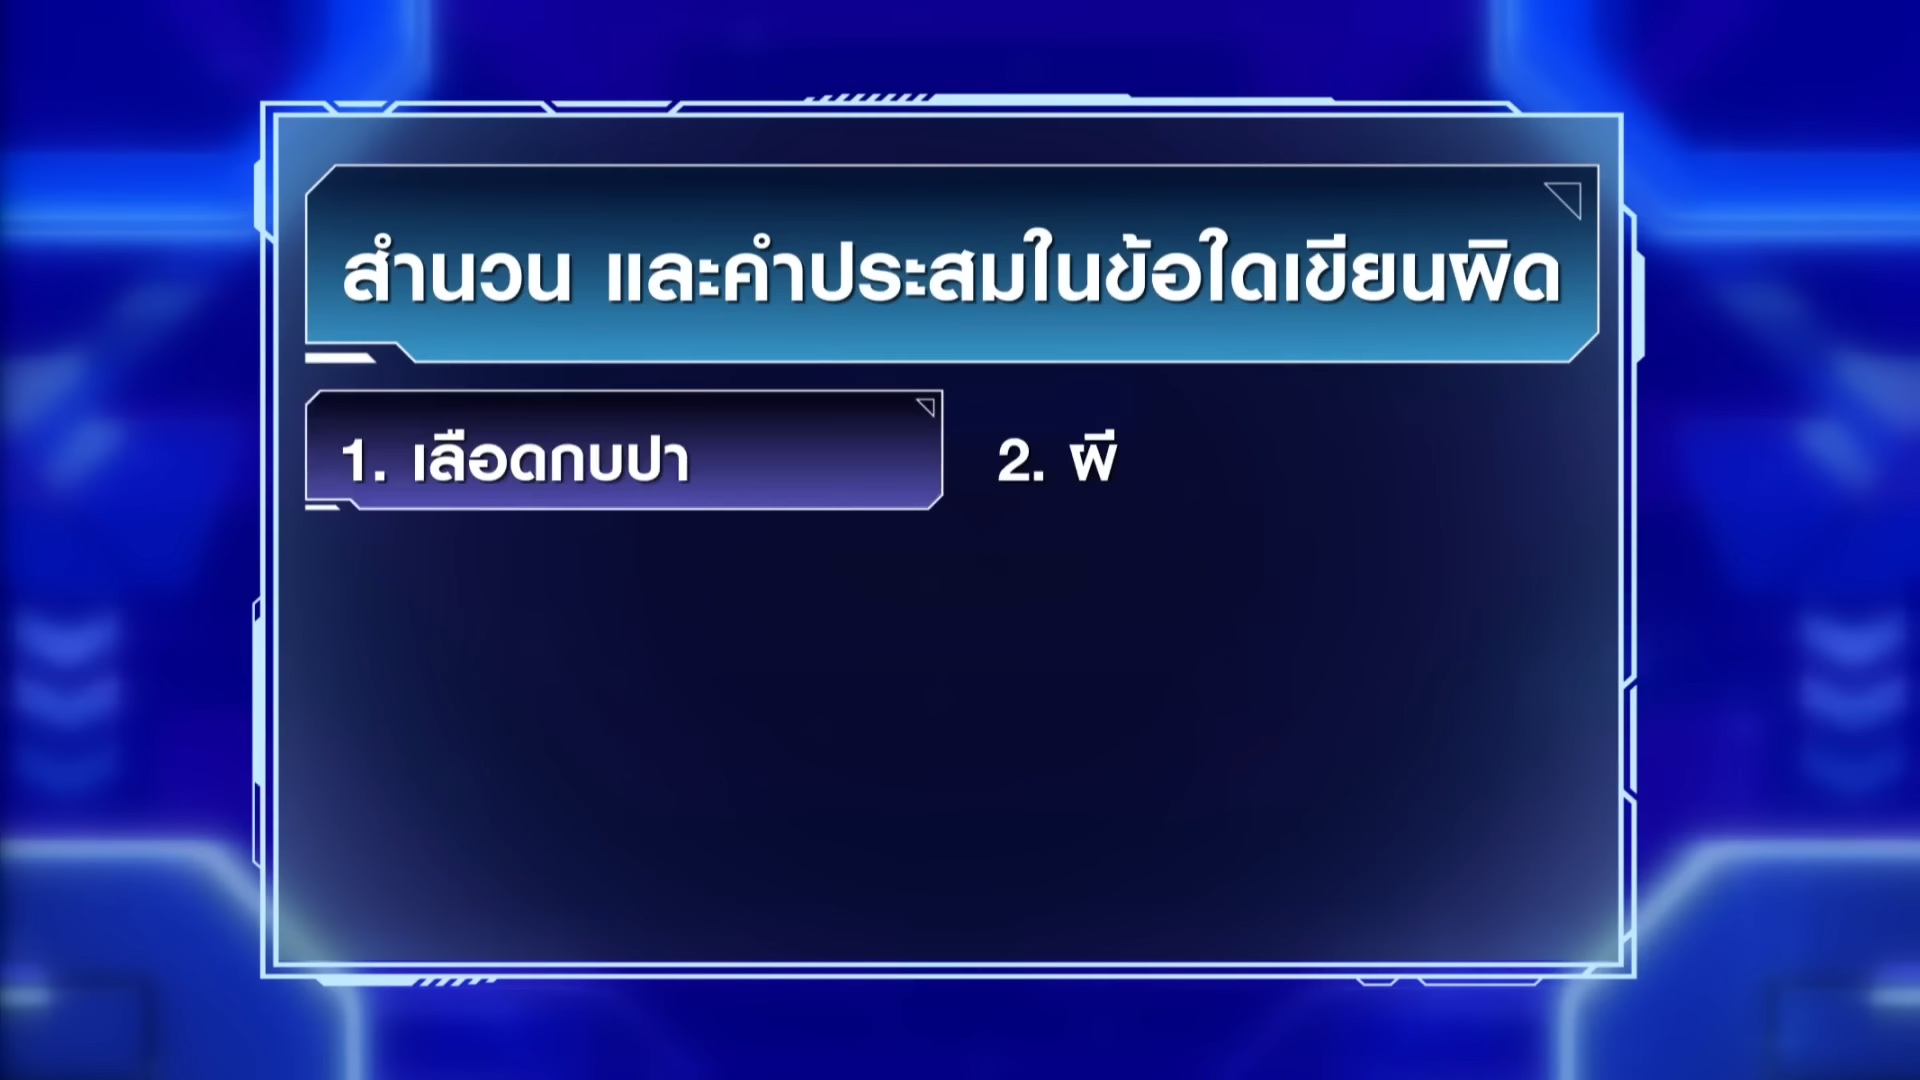 สำนวน และคำประสมในข้อใดเขียนผิด
1. เลือดกบปา
2. ผี